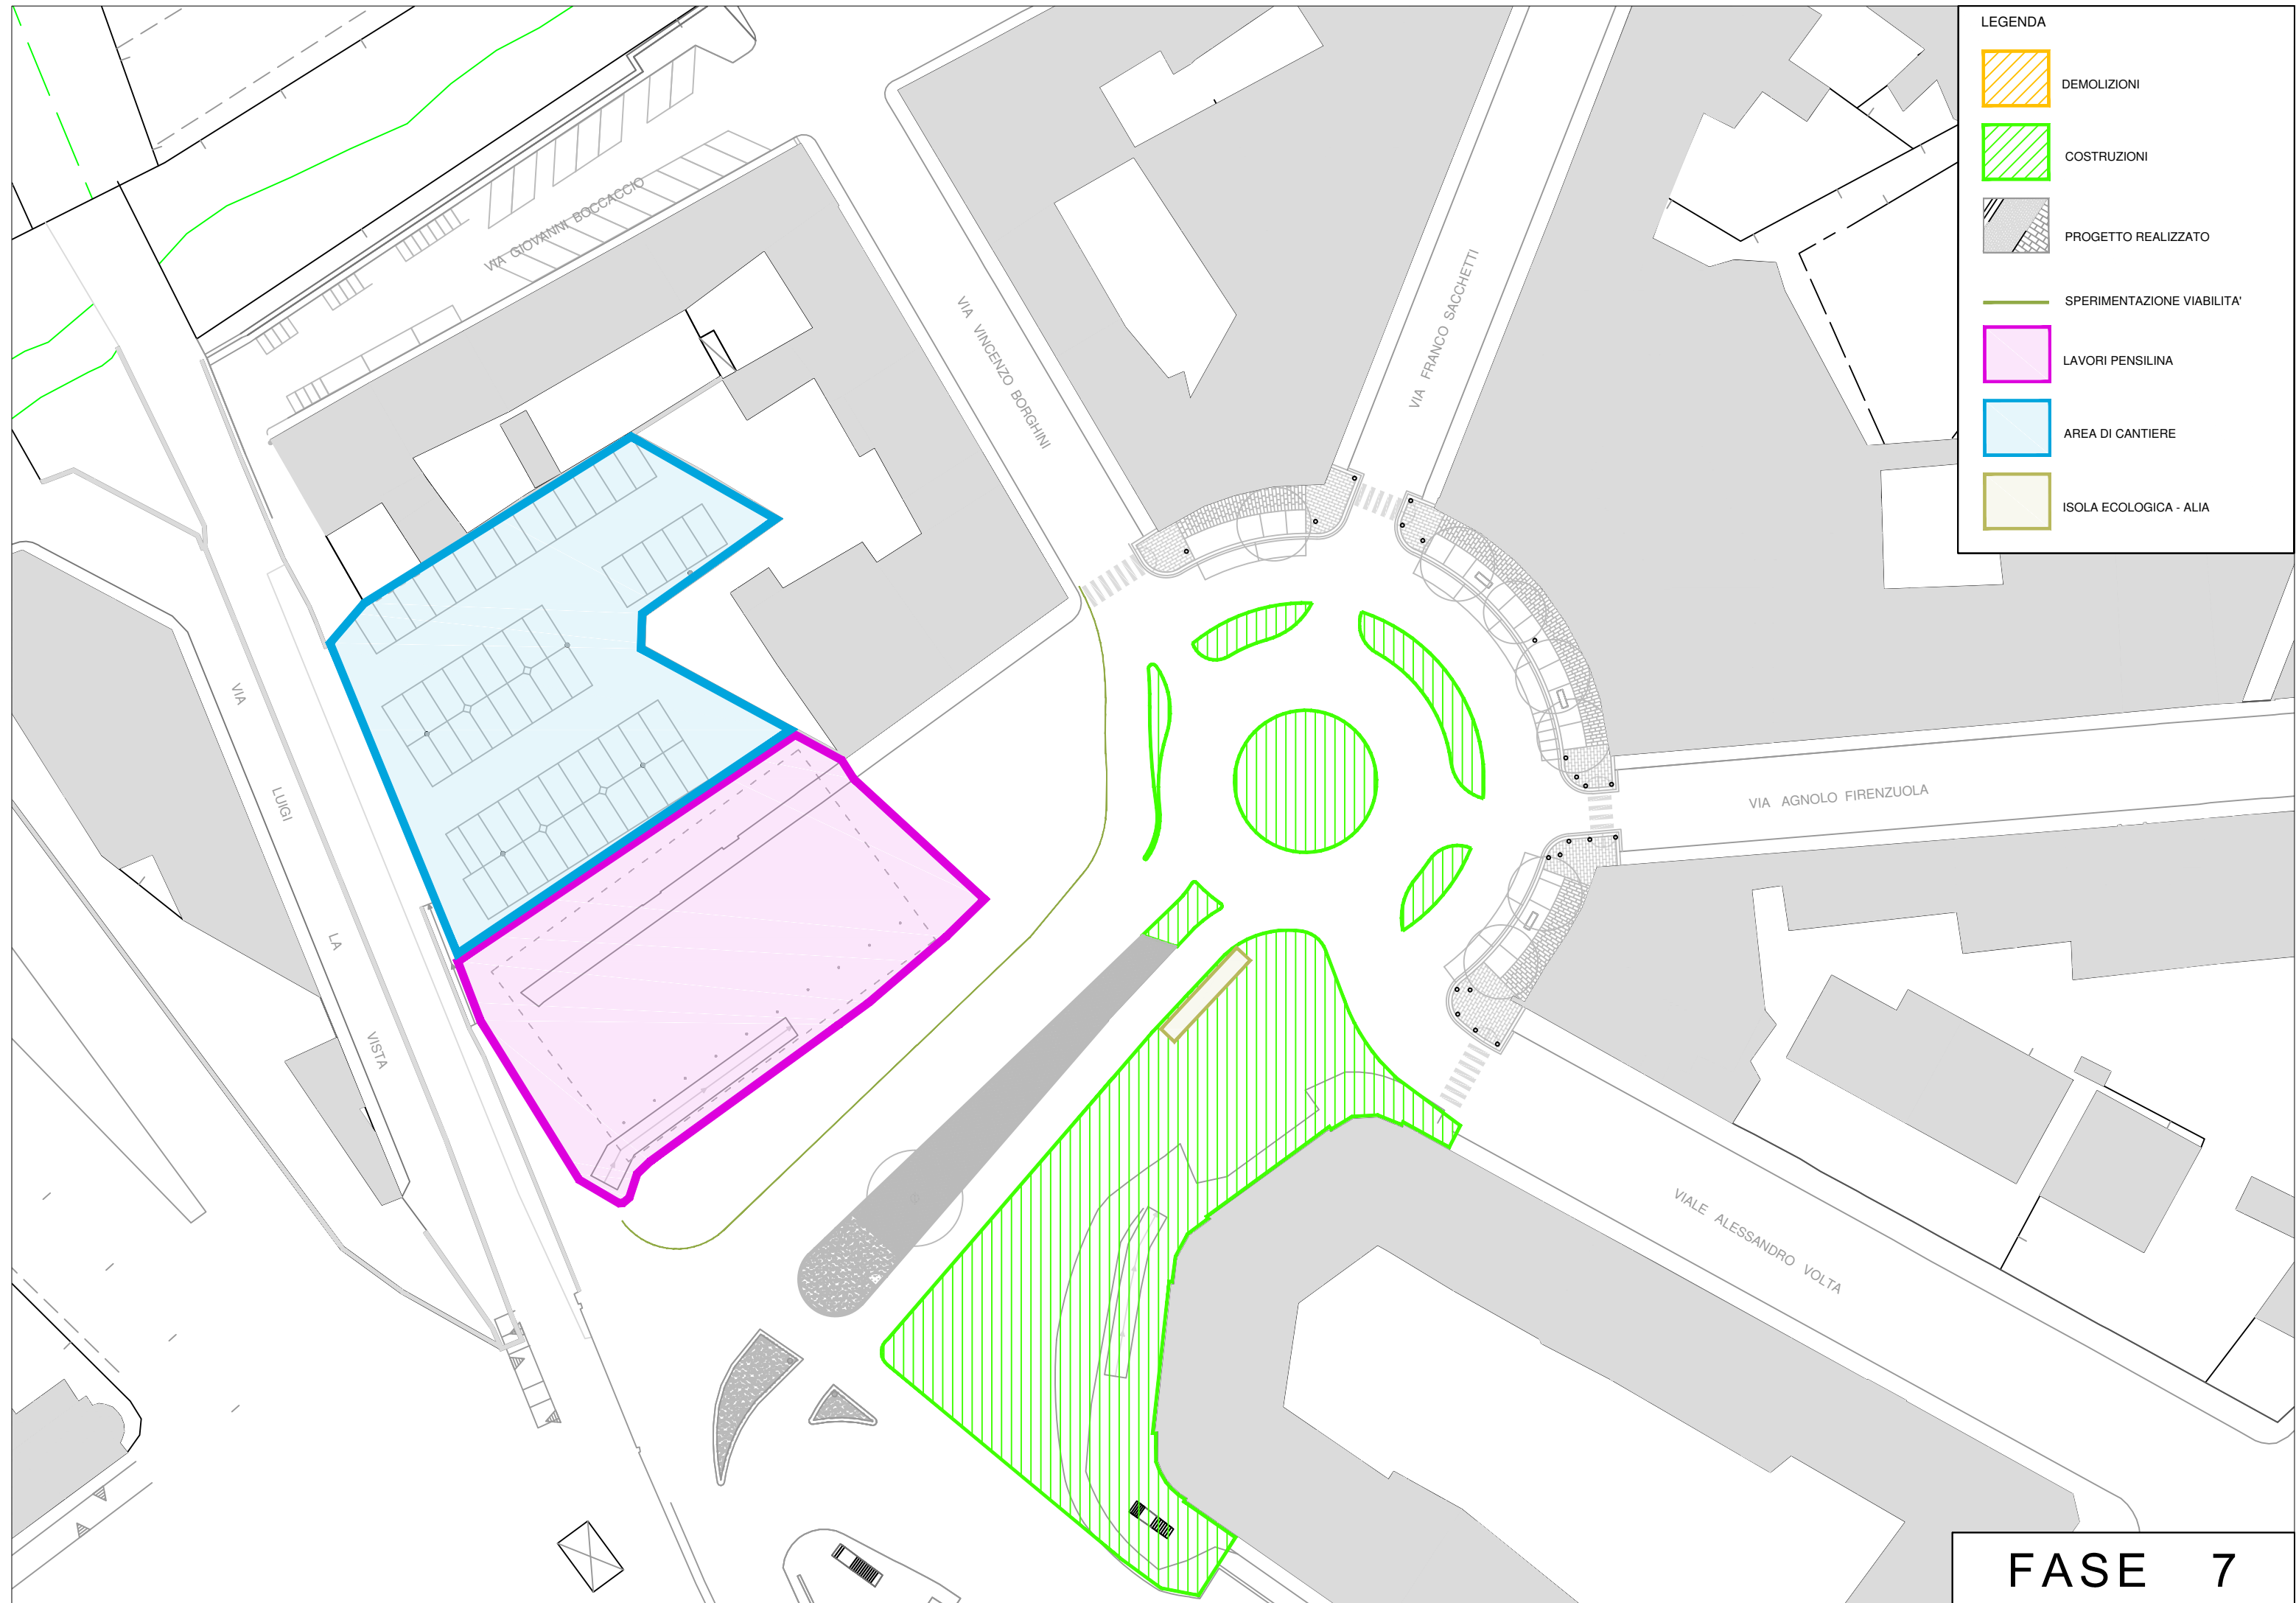 LEGENDA
DEMOLIZIONI
COSTRUZIONI
PROGETTO REALIZZATO
SPERIMENTAZIONE VIABILITA'
LAVORI PENSILINA
AREA DI CANTIERE
ISOLA ECOLOGICA - ALIA
VIA GIOVANNI BOCCACCIO
VIA VINCENZO BORGHINI
VIA FRANCO SACCHETTI
VIA AGNOLO FIRENZUOLA
VIALE ALESSANDRO VOLTA
VIA
LUIGI
LA
VISTA
FASE 7